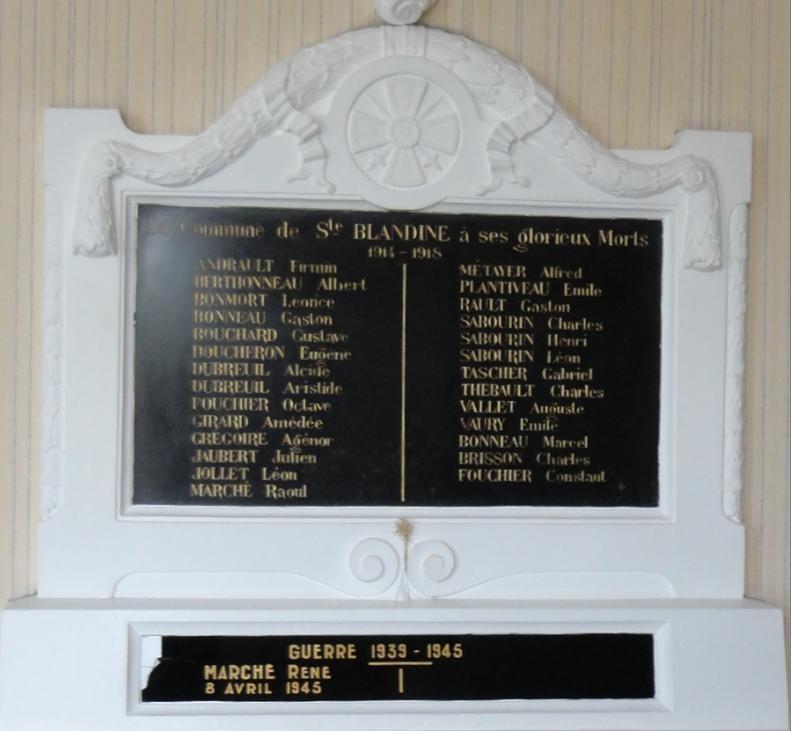 La Commune de Ste BLANDINE à ses glorieux Morts
1914 - 1918
ANDRAULT Firmin
BERTHONNEAU Albert
BONMORT Leonce
BONNEAU Gaston
BOUCHARD Gustave
DOUCHERON Eugène
DUBREUIL Alcide
DUBREUIL Aristide
FOUCHIER Octave
GIRARD Amédée
GREGOIRE Agénor
JAUBERT Julien
JOLLET Léon
MARCHÉ Raoul
MÉTAYER Alfred
PLANTIVEAU Emile
RAULT Gaston
SABOURIN Charles
SABOURIN Henri
SABOURIN Léon
TASCHER Gabriel
THEBAULT Charles
VALLET Auguste
VAURY Emile
BONNEAU Marcel
BRISSON Charles
FOUCHIER Constant
GUERRE 1939 - 1945
MARCHÉ RENÉ
8 AVRIL 1945